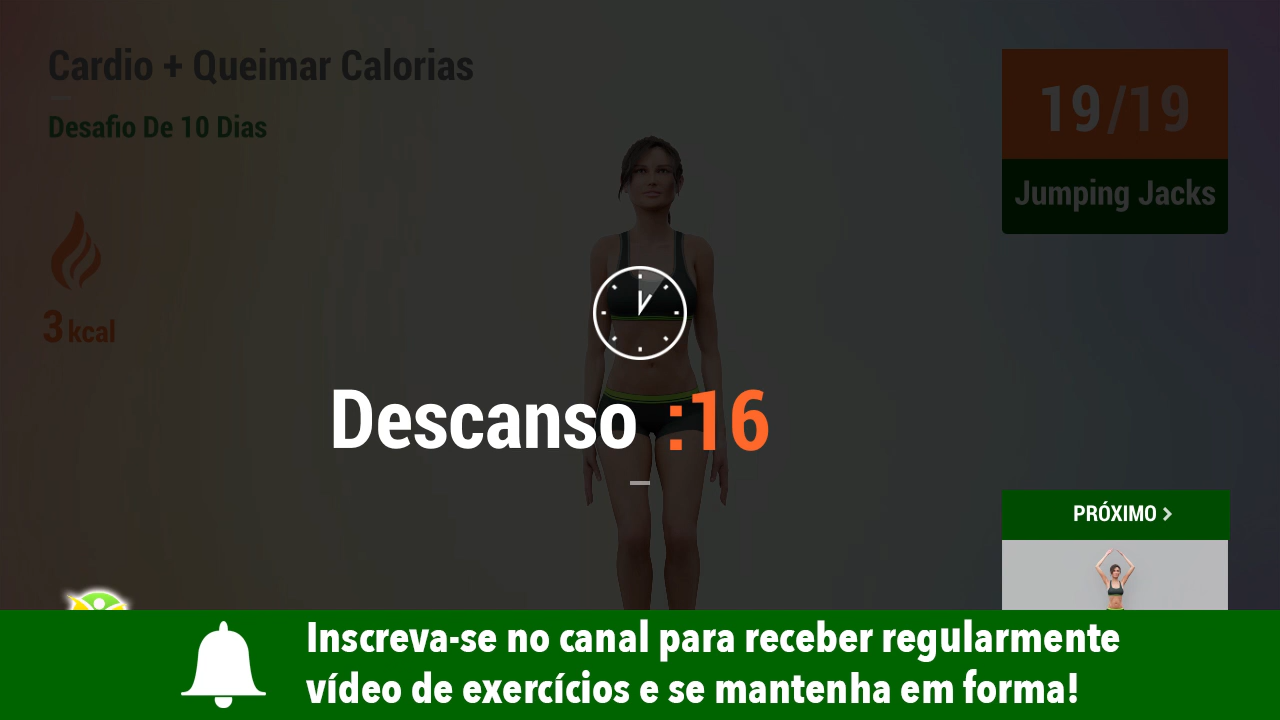 Cardio + Queimar Calorias
Desafio De 10 Dias
19/19
Jumping Jacks
3 kcal
Descanso :16
PRÓXIMO >
Inscreva-se no canal para receber regularmente
vídeo de exercícios e se mantenha em forma!